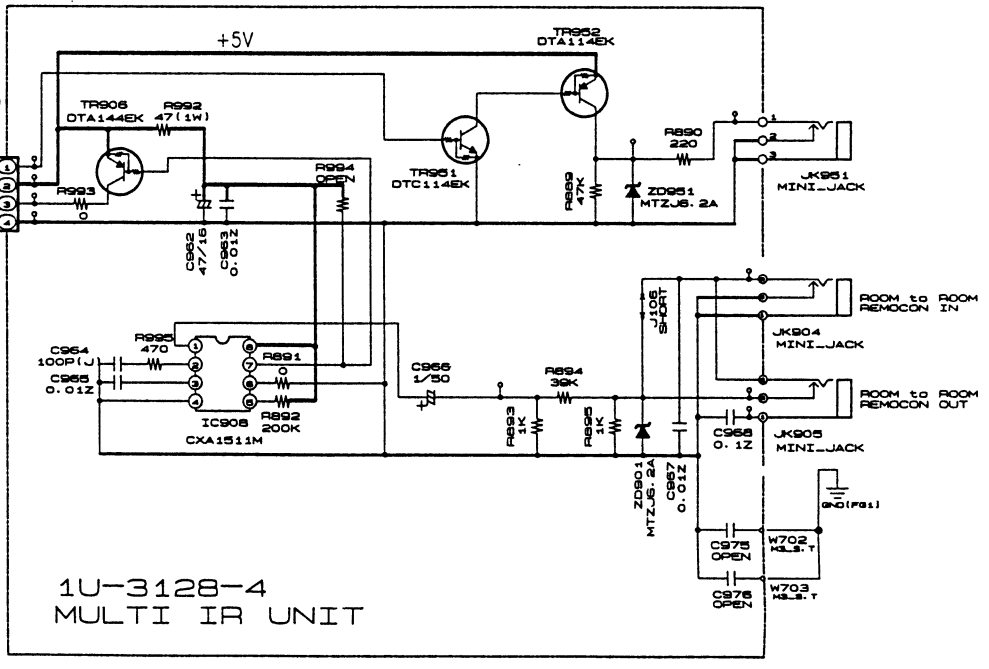 +5V
TR952
DTA114EK
TR906
DTA144EK
R992
47(1W)
1
2
3
4
R993
0
R994
OPEN
TR951
DTC114EK
R889
47K
ZD951
MTZJ6.2A
R890
220
1
2
3
JK951
MINI_JACK
C962
47/16
C963
0.01Z
J106
SHORT
ROOM to ROOM
REMOCON IN
JK904
MINI_JACK
C964
100P(J)
R995
470
C965
0.01Z
1
2
3
4
8
7
6
5
R891
0
R892
200K
IC908
CXA1511M
C966
1/50
R893
1K
R894
39K
R895
1K
ZD901
MTZJ6.2A
C967
0.01Z
C968
0.1Z
ROOM to ROOM
REMOCON OUT
JK905
MINI_JACK
GND(FG1)
C975
OPEN
W702
M3_S.T
C976
OPEN
W703
M3_S.T
1U-3128-4
MULTI IR UNIT